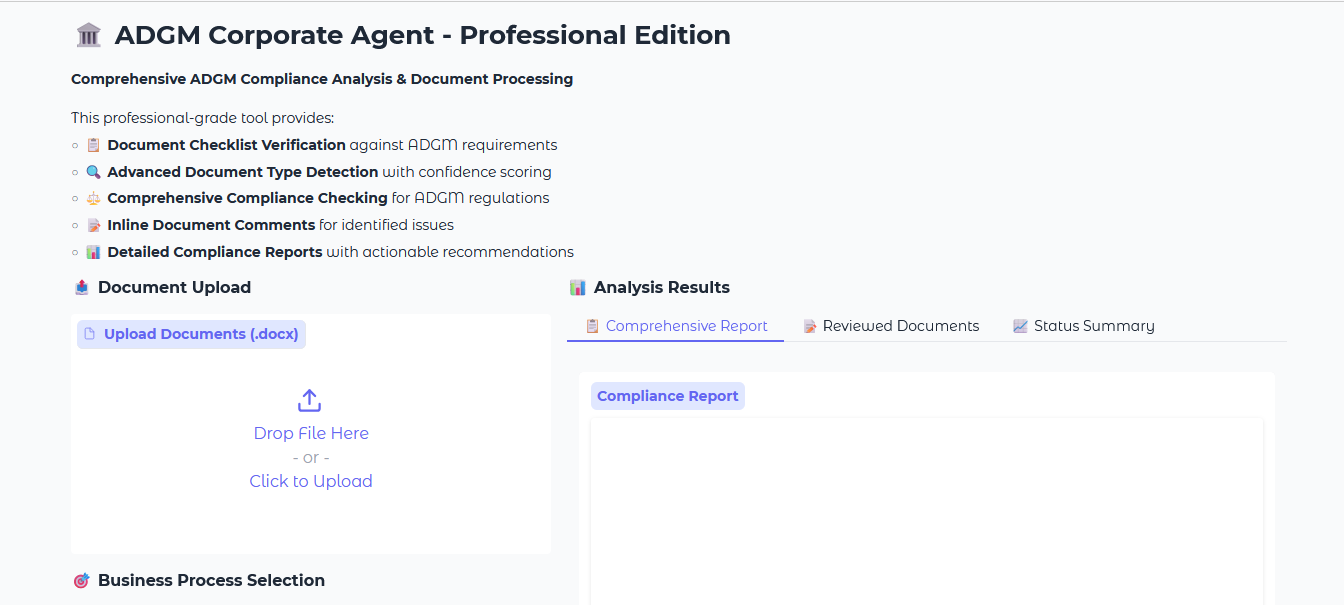 ADGM Corporate Agent - Professional Edition
Comprehensive ADGM Compliance Analysis & Document Processing
This professional-grade tool provides:
Document Checklist Verification against ADGM requirements
Advanced Document Type Detection with confidence scoring
Comprehensive Compliance Checking for ADGM regulations
Inline Document Comments for identified issues
Detailed Compliance Reports with actionable recommendations
Document Upload
Upload Documents (.docx)
Drop File Here
- or -
Click to Upload
Business Process Selection
Analysis Results
Comprehensive Report
Reviewed Documents
Status Summary
Compliance Report